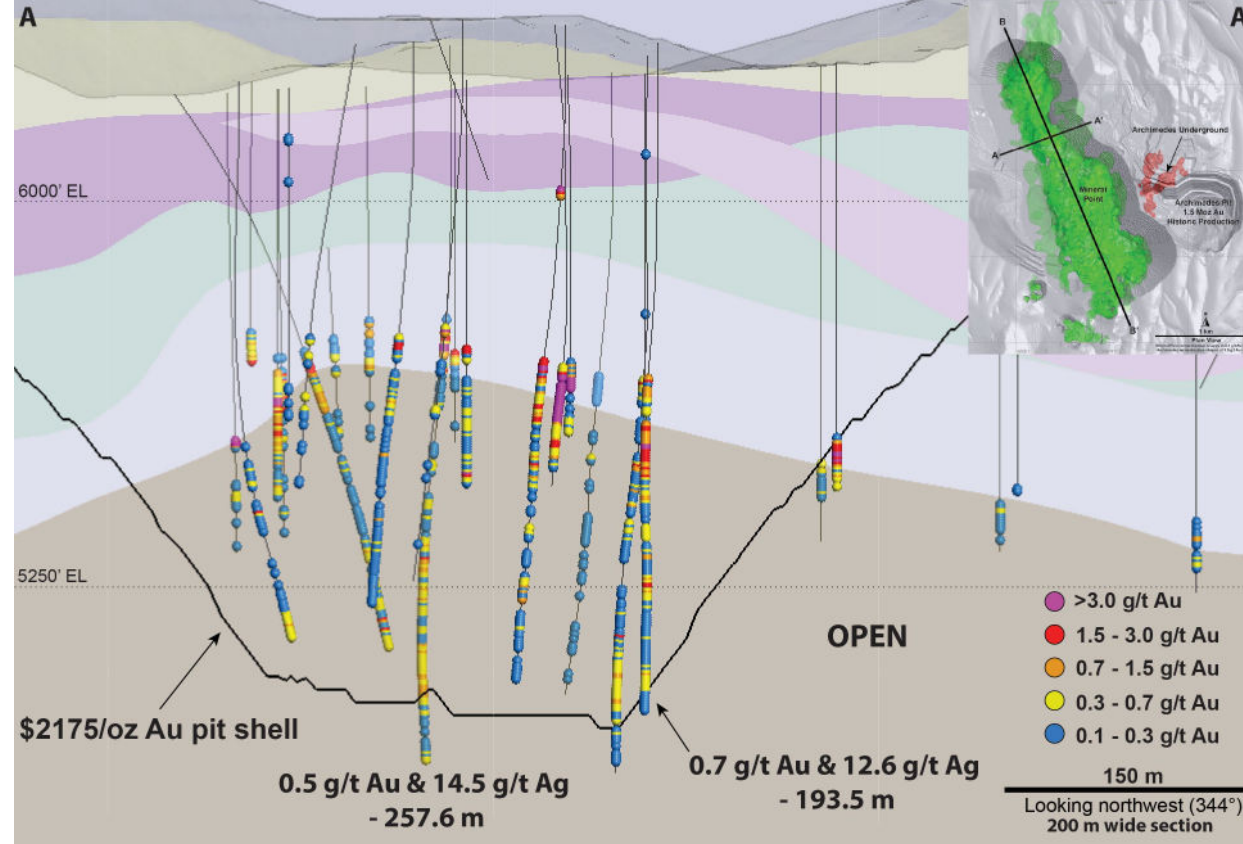 A
A
B
A'
A
Archimedes Underground
Mineral
Point
Archimedes Pit
1.5 Moz Au
Historic Production
B'
1 km
Plan View
6000' EL
5250' EL
>3.0 g/t Au
1.5 - 3.0 g/t Au
0.7 - 1.5 g/t Au
0.3 - 0.7 g/t Au
0.1 - 0.3 g/t Au
OPEN
$2175/oz Au pit shell
0.5 g/t Au & 14.5 g/t Ag
- 257.6 m
0.7 g/t Au & 12.6 g/t Ag
- 193.5 m
150 m
Looking northwest (344°)
200 m wide section